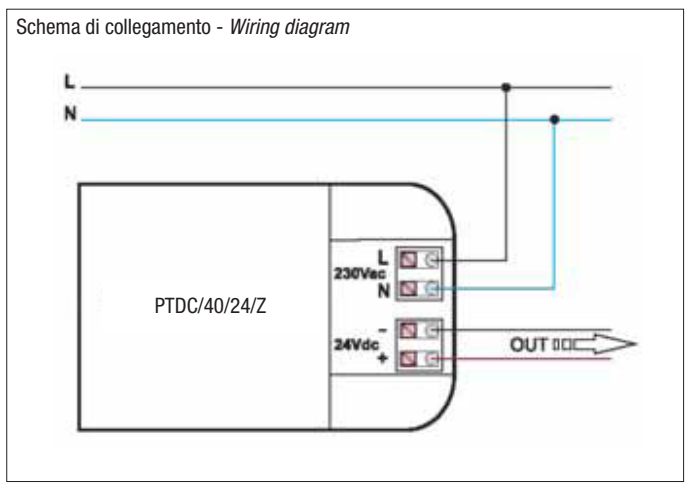 Schema di collegamento - Wiring diagram
L
N
L
230Vac
N
PTDC/40/24/Z
-
24Vdc
+
OUT